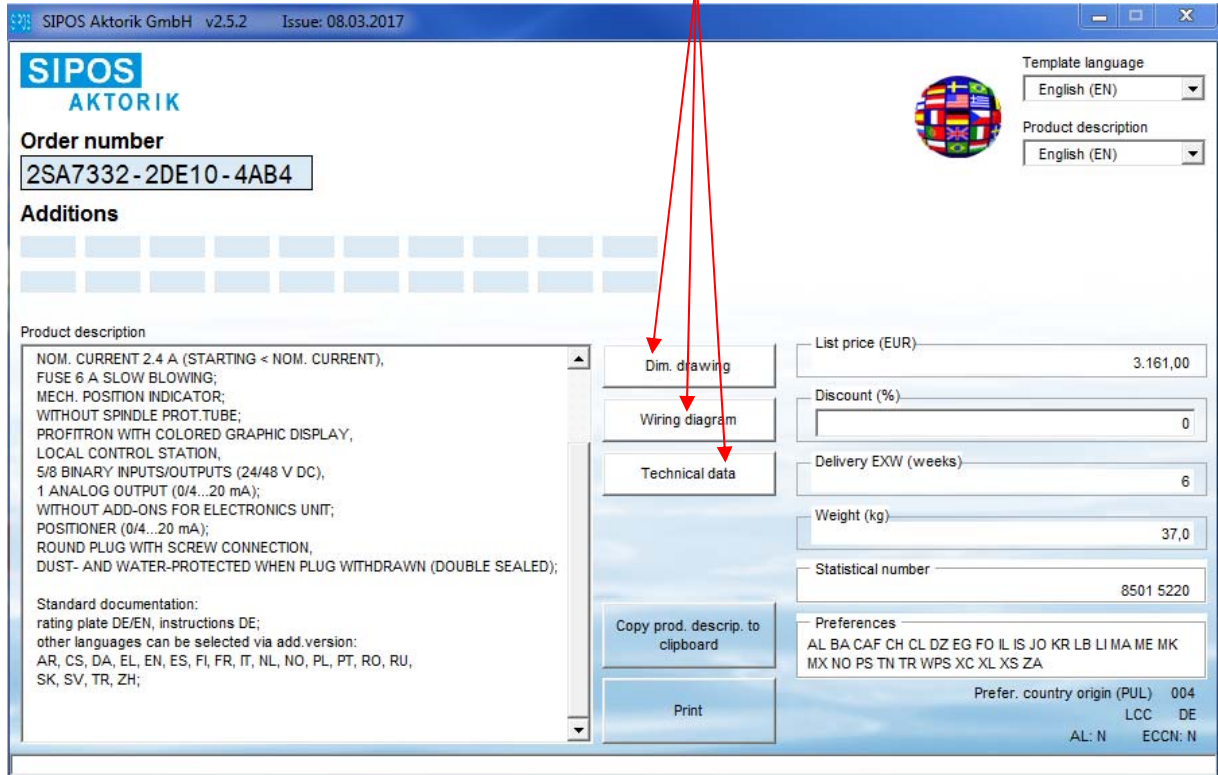 SIPOS Aktorik GmbH v2.5.2 Issue: 08.03.2017
SIPOS
AKTORIK
Template language
English (EN)
Product description
English (EN)
Order number
2SA7332-2DE10-4AB4
Additions
Product description
NOM. CURRENT 2.4 A (STARTING < NOM. CURRENT),
FUSE 6 A SLOW BLOWING;
MECH. POSITION INDICATOR;
WITHOUT SPINDLE PROT.TUBE;
PROFITRON WITH COLORED GRAPHIC DISPLAY,
LOCAL CONTROL STATION,
5/8 BINARY INPUTS/OUTPUTS (24/48 V DC),
1 ANALOG OUTPUT (0/4...20 mA);
WITHOUT ADD-ONS FOR ELECTRONICS UNIT;
POSITIONER (0/4...20 mA);
ROUND PLUG WITH SCREW CONNECTION,
DUST- AND WATER-PROTECTED WHEN PLUG WITHDRAWN (DOUBLE SEALED);
Standard documentation:
rating plate DE/EN, instructions DE;
other languages can be selected via add.version:
AR, CS, DA, EL, EN, ES, FI, FR, IT, NL, NO, PL, PT, RO, RU,
SK, SV, TR, ZH;
Dim. drawing
Wiring diagram
Technical data
Copy prod. descrip. to
clipboard
Print
List price (EUR)
3.161,00
Discount (%)
0
Delivery EXW (weeks)
6
Weight (kg)
37,0
Statistical number
8501 5220
Preferences
AL BA CAF CH CL DZ EG FO IL IS JO KR LB LI MA ME MK
MX NO PS TN TR WPS XC XL XS ZA
Prefer. country origin (PUL) 004
LCC DE
AL: N ECCN: N